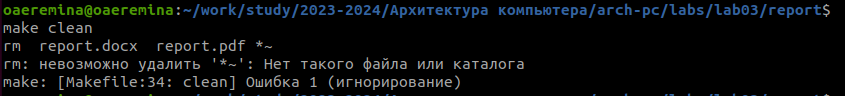 oaeremina@oaeremina:~/work/study/2023-2024/Архитектура компьютера/arch-pc/labs/lab03/report$
make clean
rm  report.docx  report.pdf *~
rm: невозможно удалить '*~': Нет такого файла или каталога
make: [Makefile:34: clean] Ошибка 1 (игнорирование)